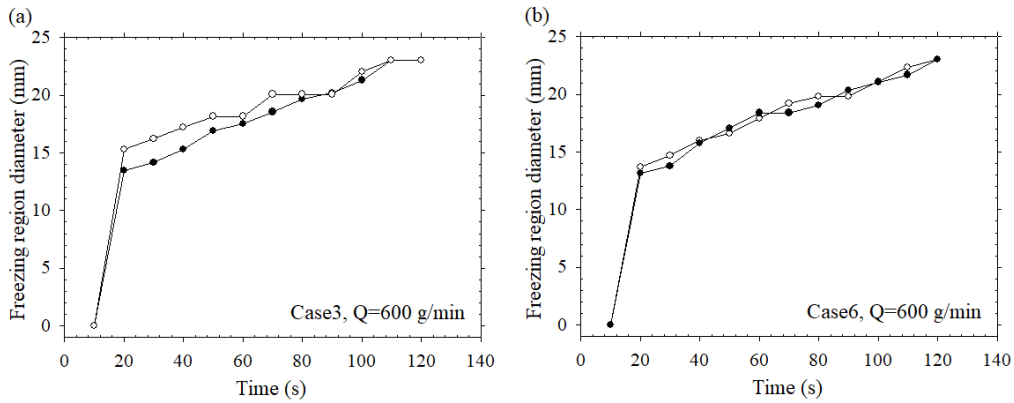 (a)
25
20
15
10
5
0
Freezing region diameter (mm)
Case3, Q=600 g/min
0 20 40 60 80 100 120 140
Time (s)
(b)
25
20
15
10
5
0
Freezing region diameter (mm)
Case6, Q=600 g/min
0 20 40 60 80 100 120 140
Time (s)